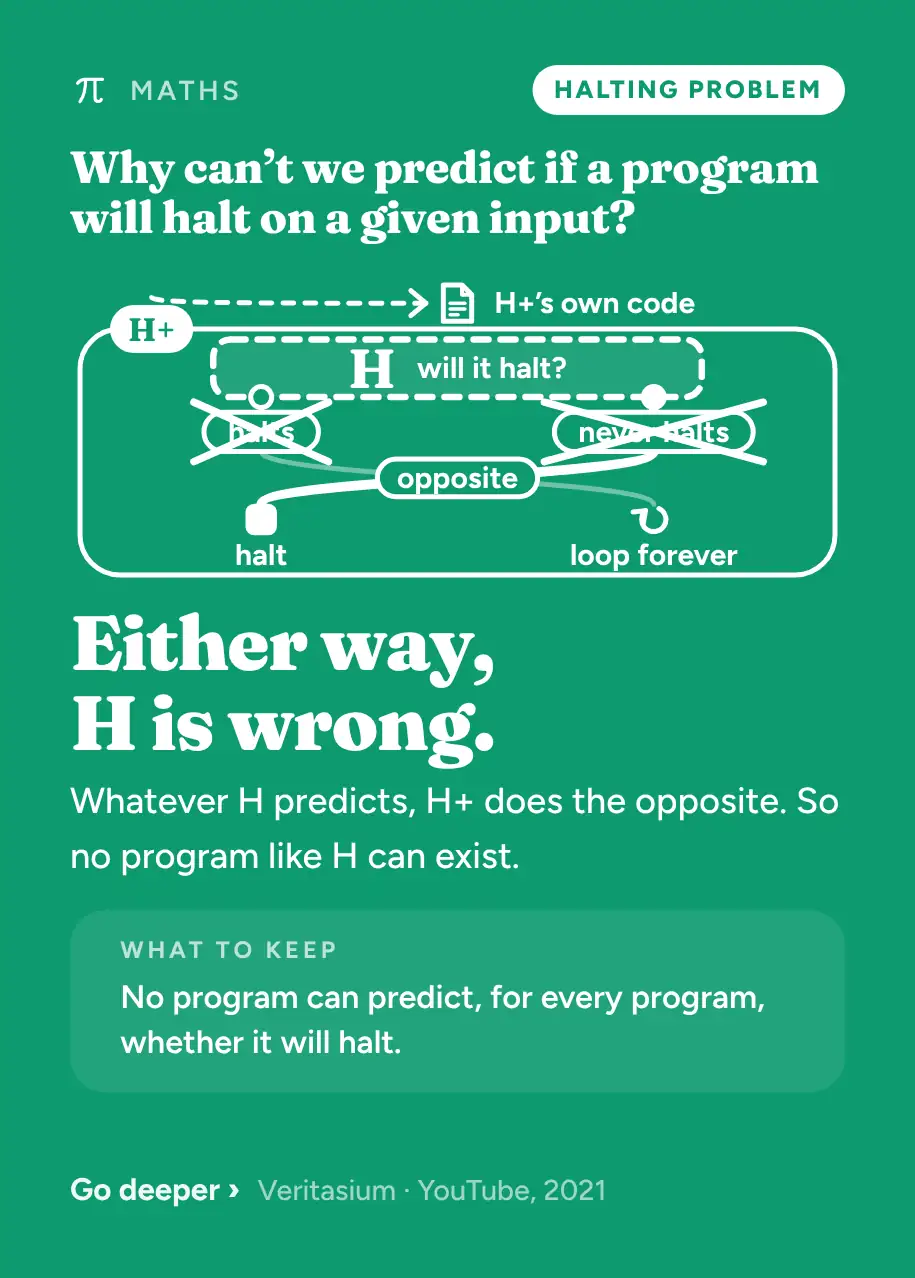 π MATHS
HALTING PROBLEM
Why can’t we predict if a program
will halt on a given input?
H+’s own code
H+
H will it halt?
halts
never halts
opposite
halt
loop forever
Either way,
H is wrong.
Whatever H predicts, H+ does the opposite. So
no program like H can exist.
WHAT TO KEEP
No program can predict, for every program,
whether it will halt.
Go deeper › Veritasium · YouTube, 2021